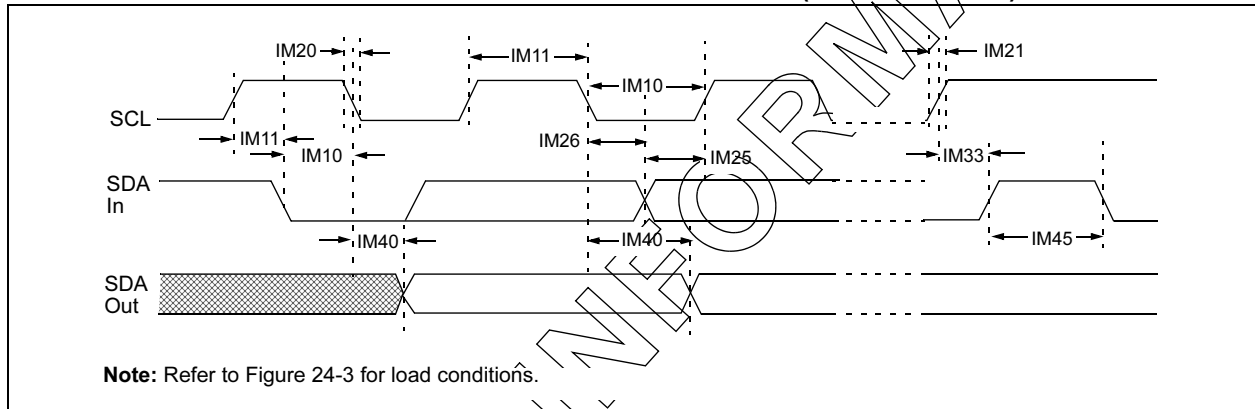 IM20
IM11
IM21
IM10
SCL
IM11
IM26
IM10
IM25
IM33
SDA
In
IM40
IM40
IM45
SDA
Out
Note: Refer to Figure 24-3 for load conditions.